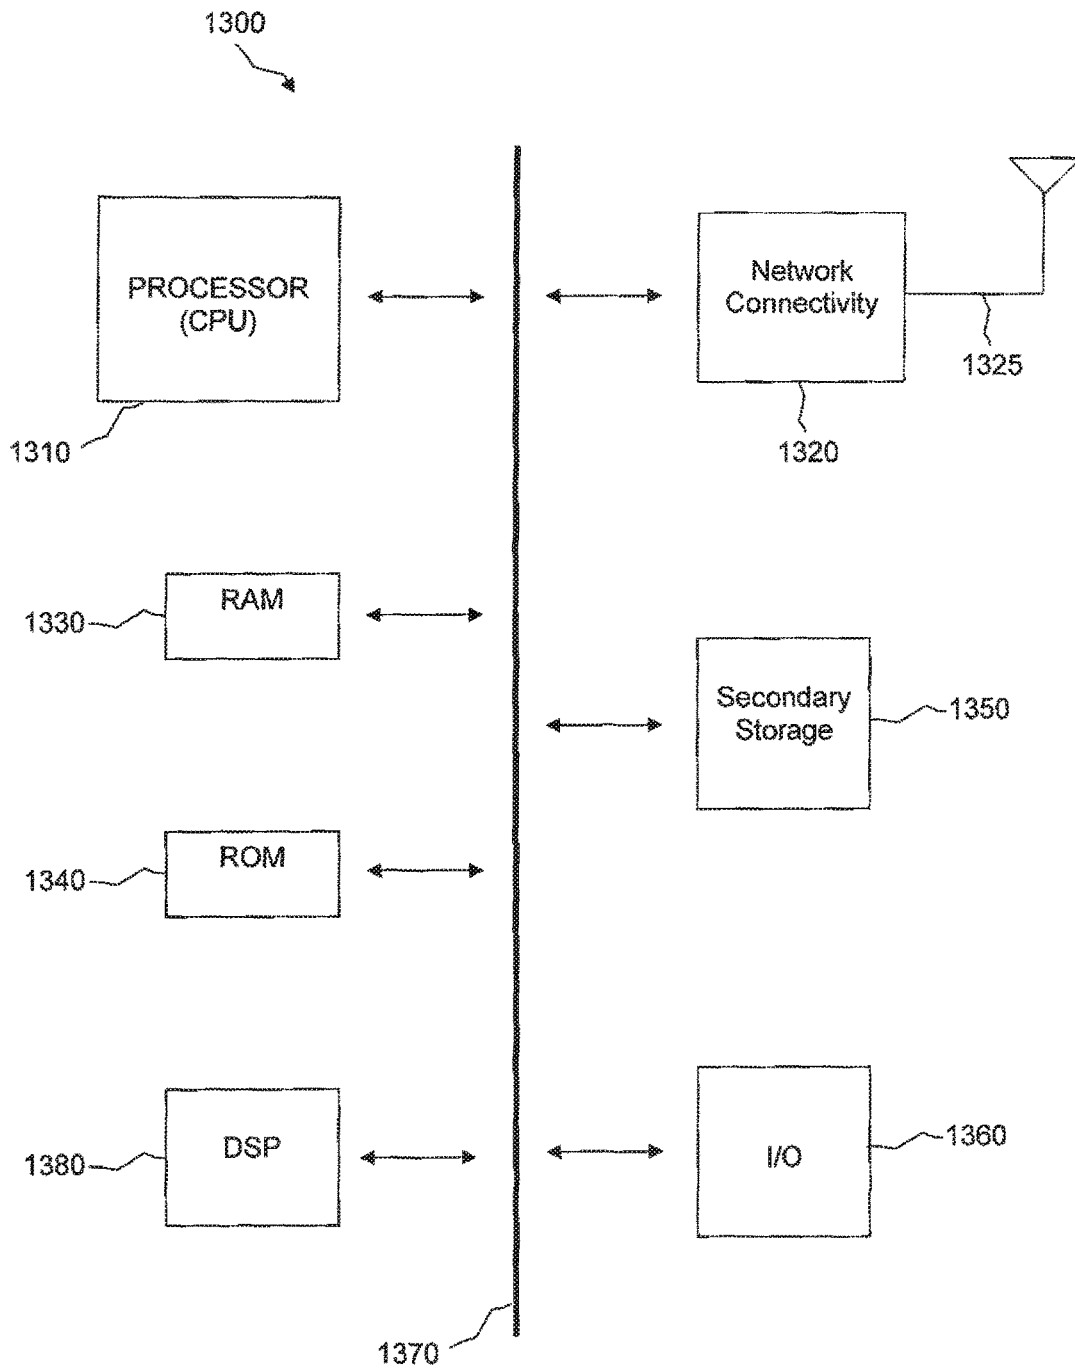 1300
PROCESSOR
(CPU)
1310
Network
Connectivity
1325
1320
RAM
1330
Secondary
Storage
1350
ROM
1340
DSP
1380
I/O
1360
1370